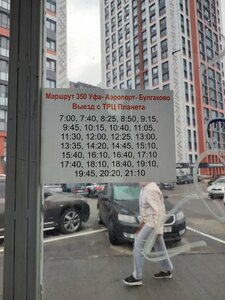 Маршрут 350 Уфа- Аэропорт- Булгаково
Выезд с ТРЦ Планета
7:00, 7:40, 8:25, 8:50, 9:15,
9:45, 10:15, 10:40, 11:05,
11:30, 12:00, 12:25, 13:00,
13:35, 14:20, 14:45, 15:10,
15:40, 16:10, 16:40, 17:10
17:40, 18:10, 18:40, 19:10,
19:45, 20:20, 21:10